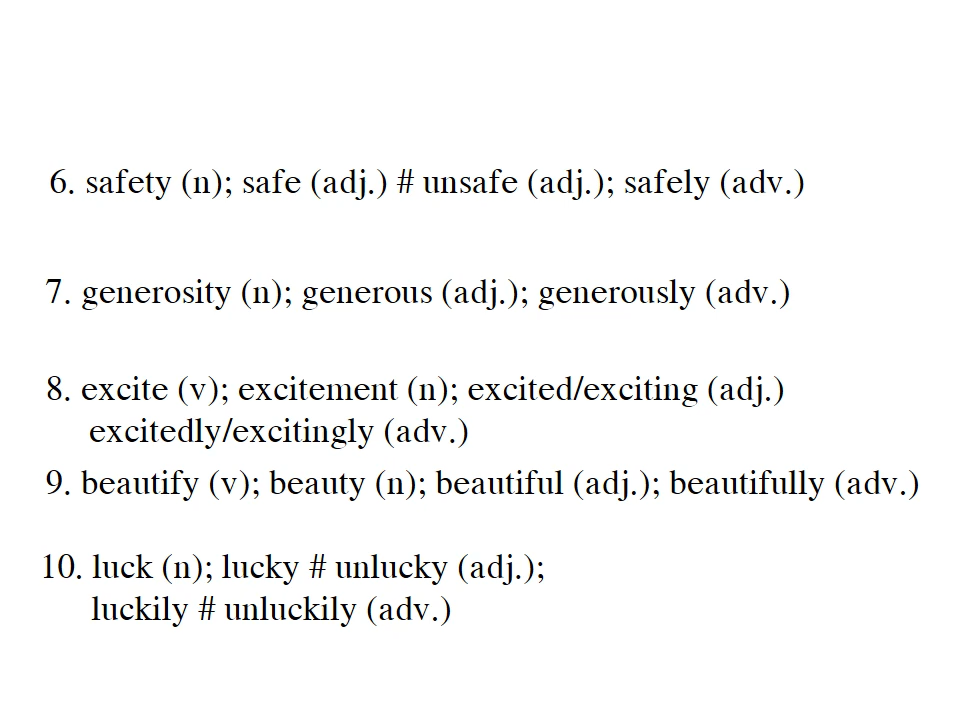 6. safety (n); safe (adj.) # unsafe (adj.); safely (adv.)
7. generosity (n); generous (adj.); generously (adv.)
8. excite (v); excitement (n); excited/exciting (adj.)
excitedly/excitingly (adv.)
9. beautify (v); beauty (n); beautiful (adj.); beautifully (adv.)
10. luck (n); lucky # unlucky (adj.);
luckily # unluckily (adv.)